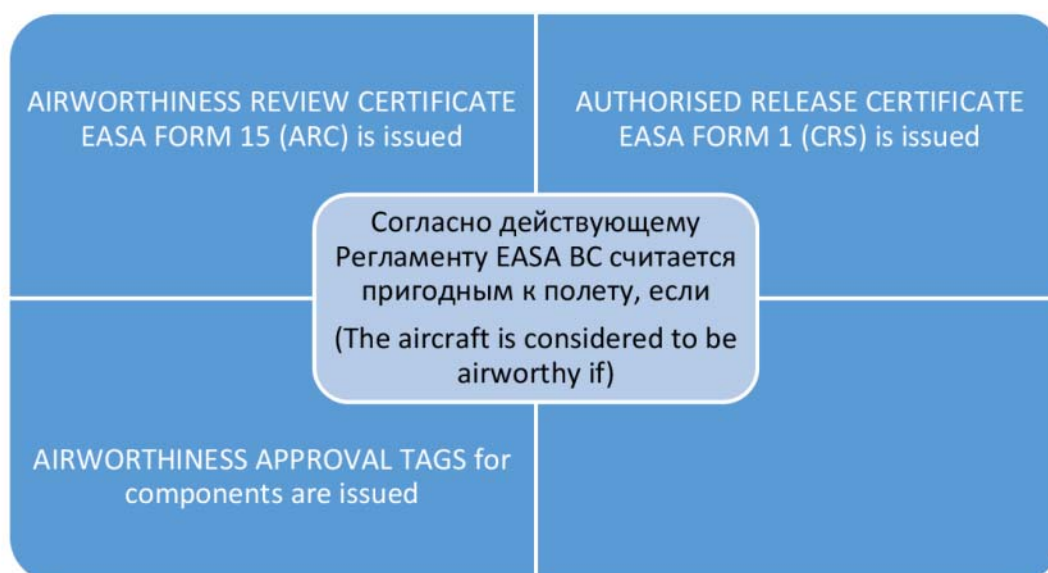 AIRWORTHINESS REVIEW CERTIFICATE
EASA FORM 15 (ARC) is issued
AUTHORISED RELEASE CERTIFICATE
EASA FORM 1 (CRS) is issued
Согласно действующему
Регламенту EASA ВС считается
пригодным к полету, если
(The aircraft is considered to be
airworthy if)
AIRWORTHINESS APPROVAL TAGS for
components are issued